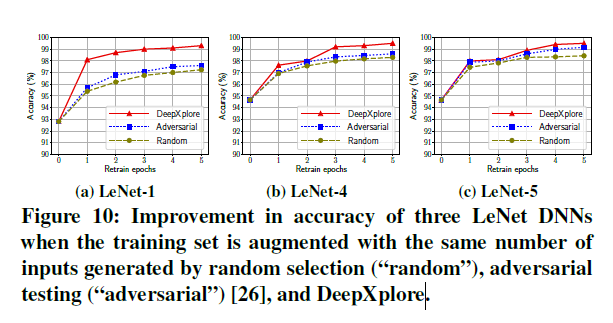 100
99
98
97
96
95
94
93
92
91
90
Accuracy (%)
DeepXplore
Adversarial
Random
0 1 2 3 4 5
Retrain epochs
(a) LeNet-1
100
99
98
97
96
95
94
93
92
91
90
Accuracy (%)
DeepXplore
Adversarial
Random
0 1 2 3 4 5
Retrain epochs
(b) LeNet-4
100
99
98
97
96
95
94
93
92
91
90
Accuracy (%)
DeepXplore
Adversarial
Random
0 1 2 3 4 5
Retrain epochs
(c) LeNet-5
Figure 10: Improvement in accuracy of three LeNet DNNs
when the training set is augmented with the same number of
inputs generated by random selection (“random”), adversarial
testing (“adversarial”) [26], and DeepXplore.